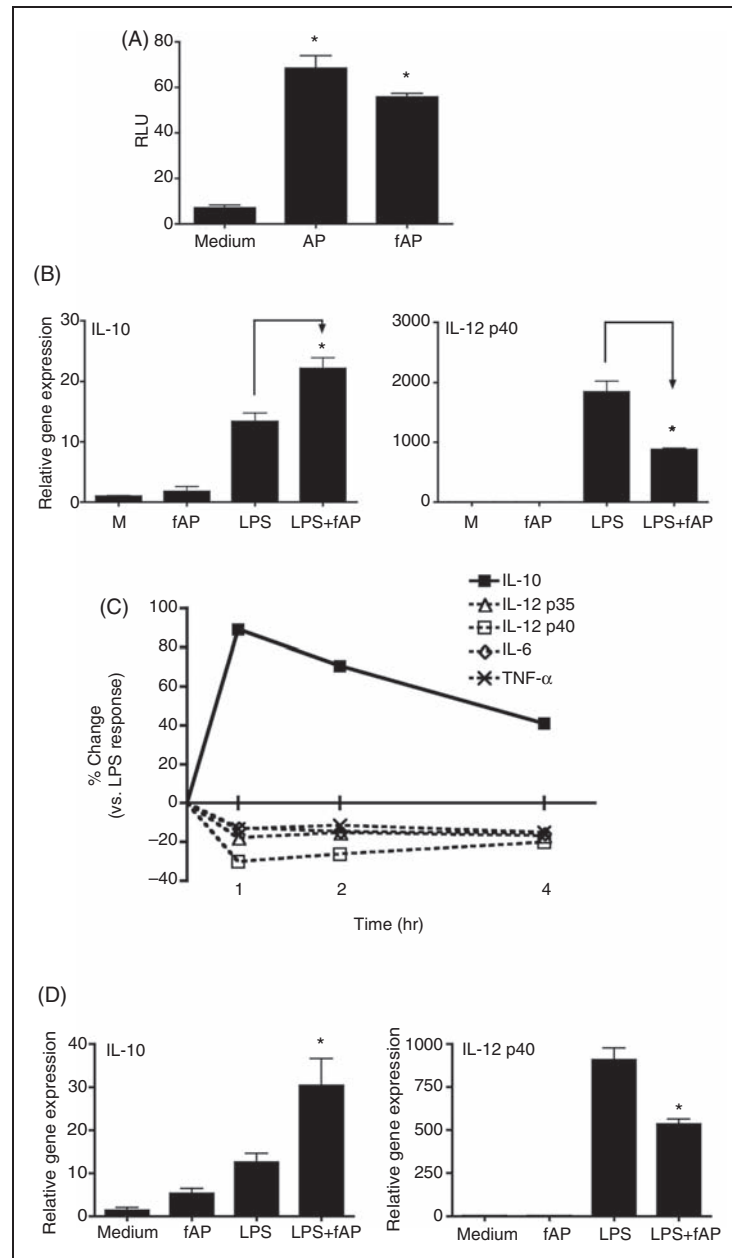 (A)
80
60
40
20
0
RLU
*
*
Medium AP fAP
(B)
IL-10
30
20
10
0
Relative gene expression
*
M fAP LPS LPS+fAP
IL-12 p40
3000
2000
1000
0
*
M fAP LPS LPS+fAP
(C)
IL-10
IL-12 p35
IL-12 p40
IL-6
TNF-α
100
80
60
40
20
0
−20
−40
% Change
(vs. LPS response)
1 2 4
Time (hr)
(D)
IL-10
40
30
20
10
0
Relative gene expression
*
Medium fAP LPS LPS+fAP
IL-12 p40
1000
750
500
250
0
Relative gene expression
*
Medium fAP LPS LPS+fAP